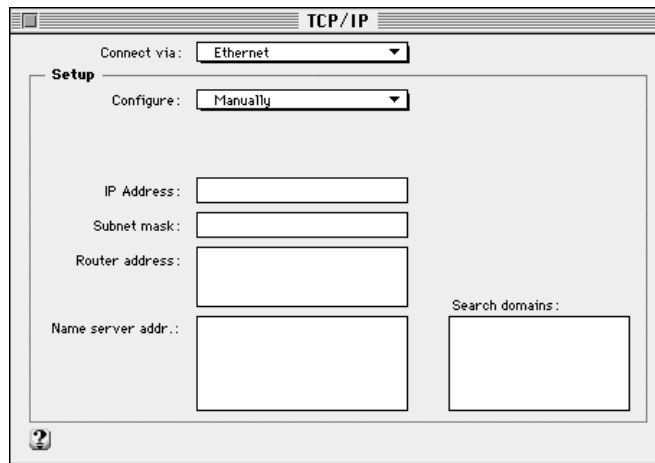 TCP/IP
Connect via: Ethernet
Setup
Configure: Manually
IP Address:
Subnet mask:
Router address:
Search domains:
Name server addr.:
?